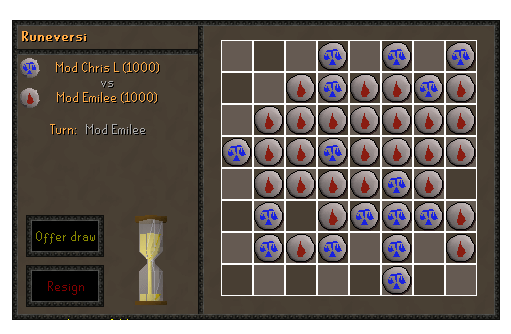 Runeversi
Mod Chris L (1000)
vs
Mod Emilee (1000)
Turn: Mod Emilee
Offer draw
Resign